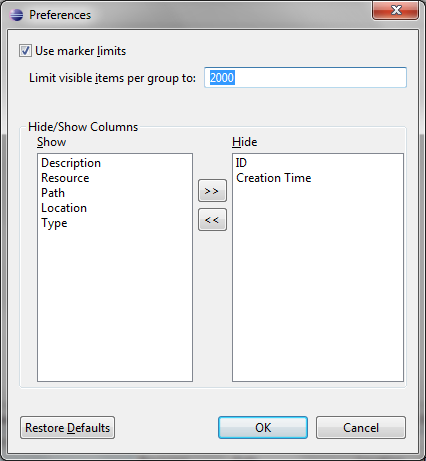 Preferences
Use marker limits
Limit visible items per group to: 2000
Hide/Show Columns
Show
Description
Resource
Path
Location
Type
>>
<<
Hide
ID
Creation Time
Restore Defaults
OK
Cancel